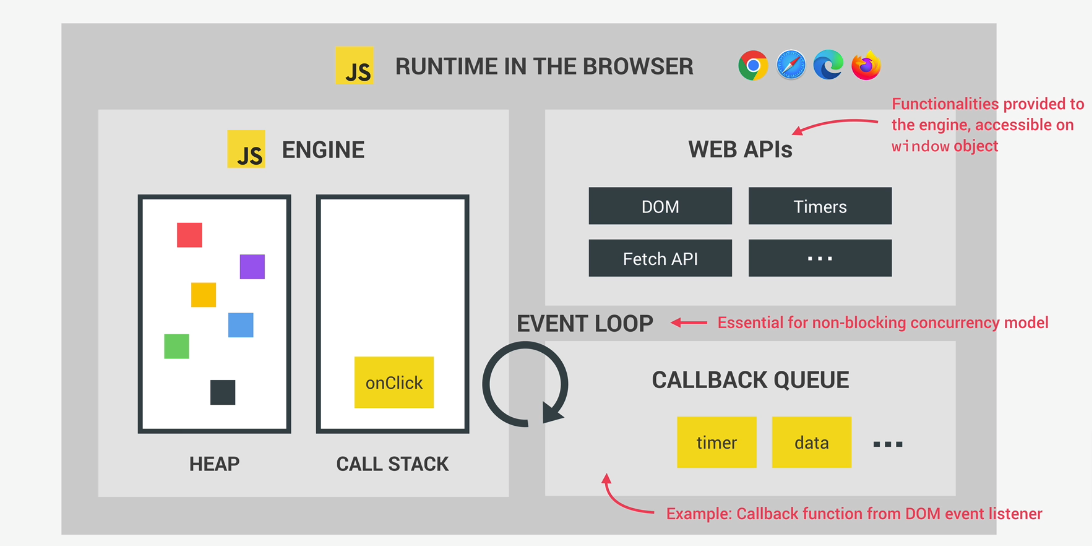 JS RUNTIME IN THE BROWSER
Functionalities provided to
the engine, accessible on
window object
JS ENGINE
HEAP
onClick
CALL STACK
WEB APIs
DOM
Timers
Fetch API
...
EVENT LOOP
Essential for non-blocking concurrency model
CALLBACK QUEUE
timer
data
...
Example: Callback function from DOM event listener